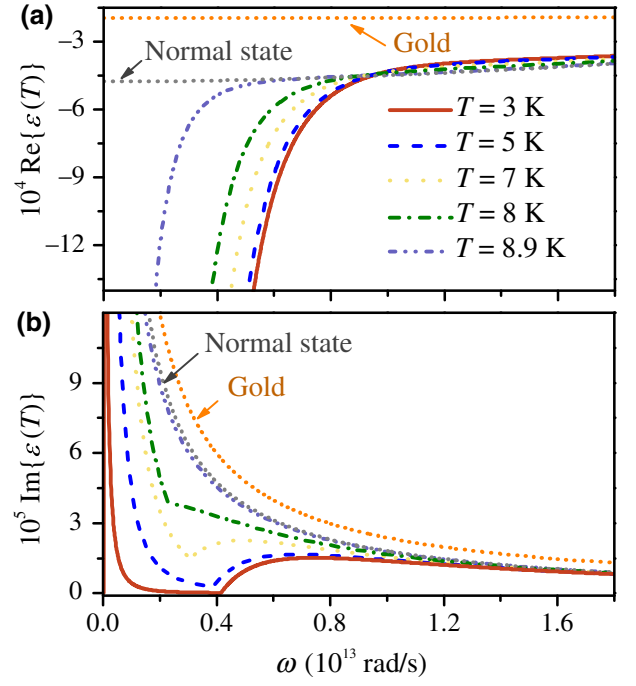 (a)
10⁴ Re{ε(T)}
−3
−6
−9
−12
Normal state
Gold
T = 3 K
T = 5 K
T = 7 K
T = 8 K
T = 8.9 K
(b)
10⁵ Im{ε(T)}
9
6
3
0
Normal state
Gold
0.0 0.4 0.8 1.2 1.6
ω (10¹³ rad/s)